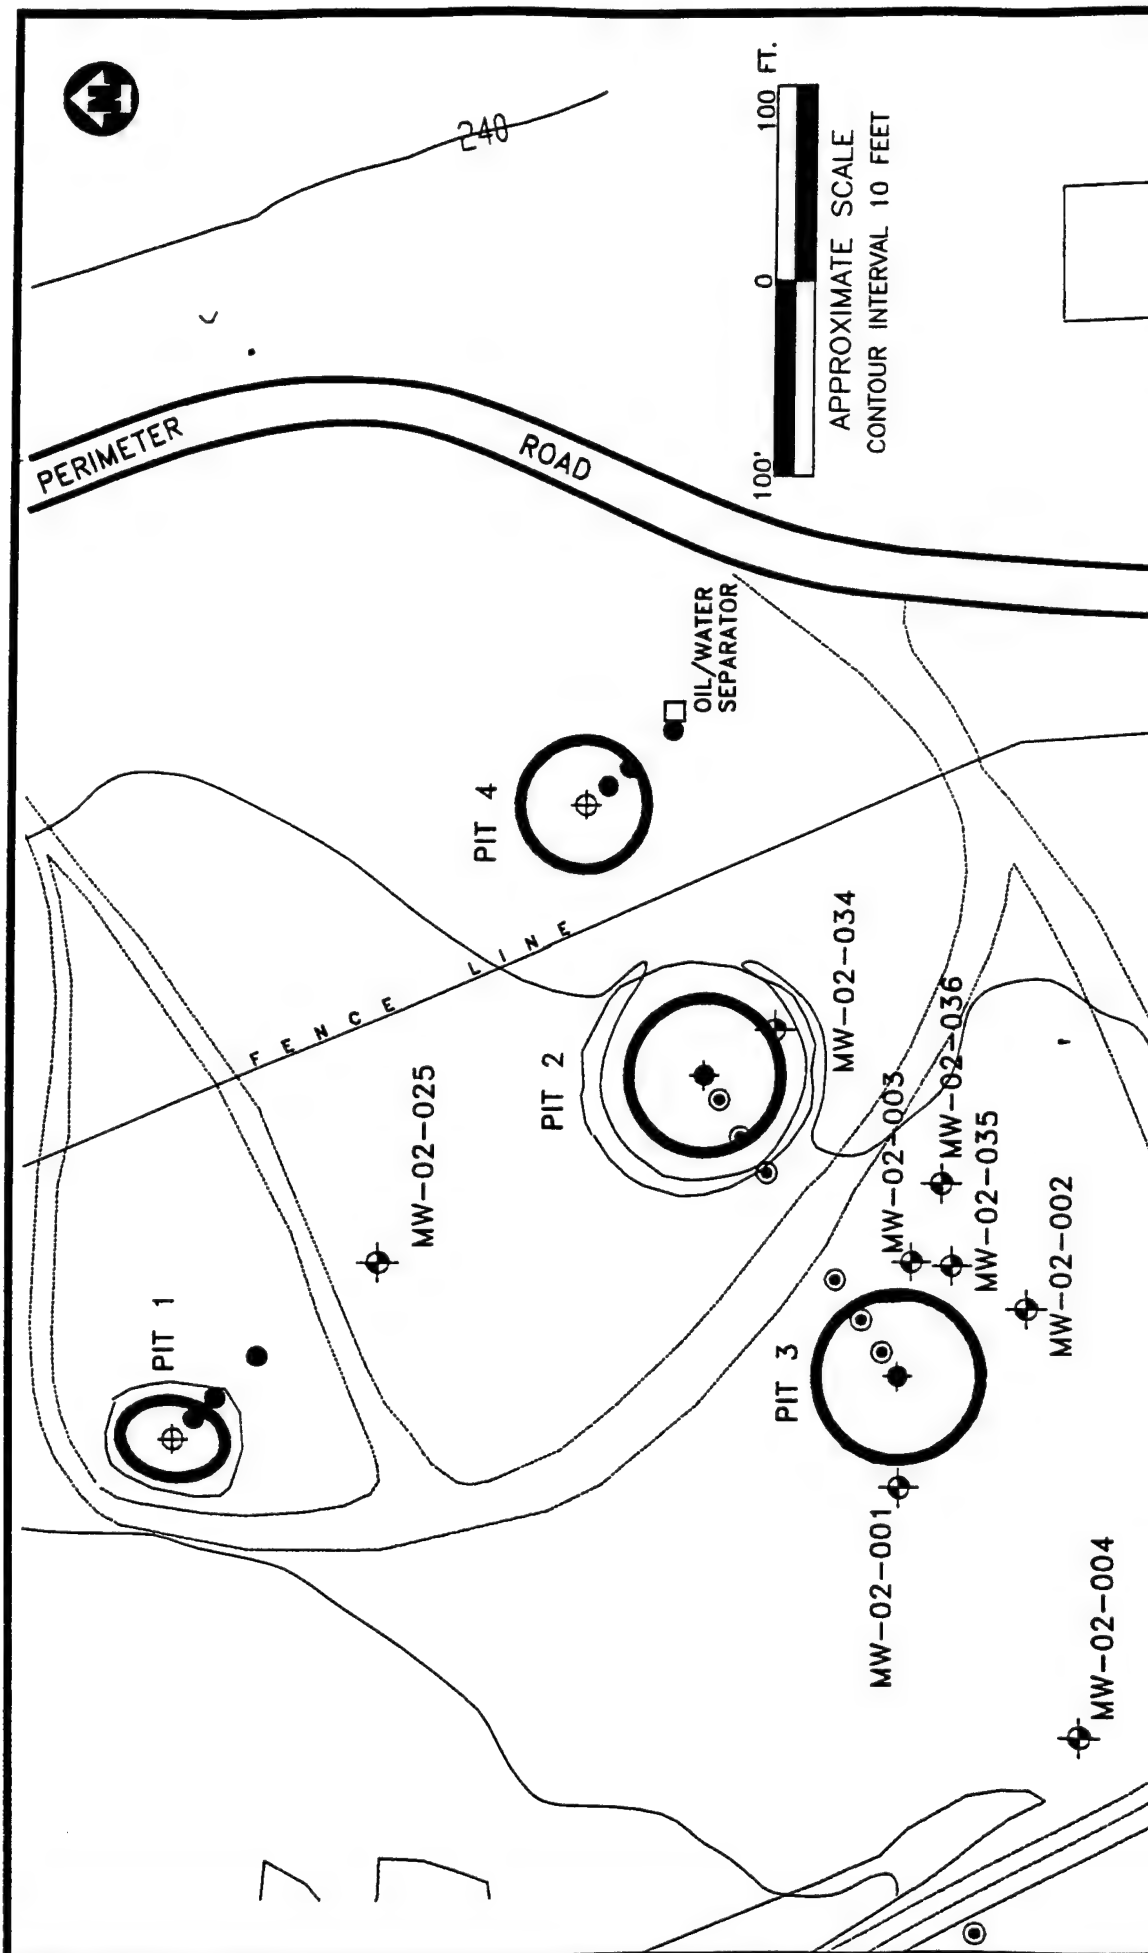 N
240
100' 0 100 FT.
APPROXIMATE SCALE
CONTOUR INTERVAL 10 FEET
PERIMETER ROAD
OIL/WATER
SEPARATOR
PIT 4
FENCE LINE
MW-02-034
PIT 2
MW-02-025
MW-02-036
MW-02-003
MW-02-035
MW-02-002
PIT 1
PIT 3
MW-02-001
MW-02-004